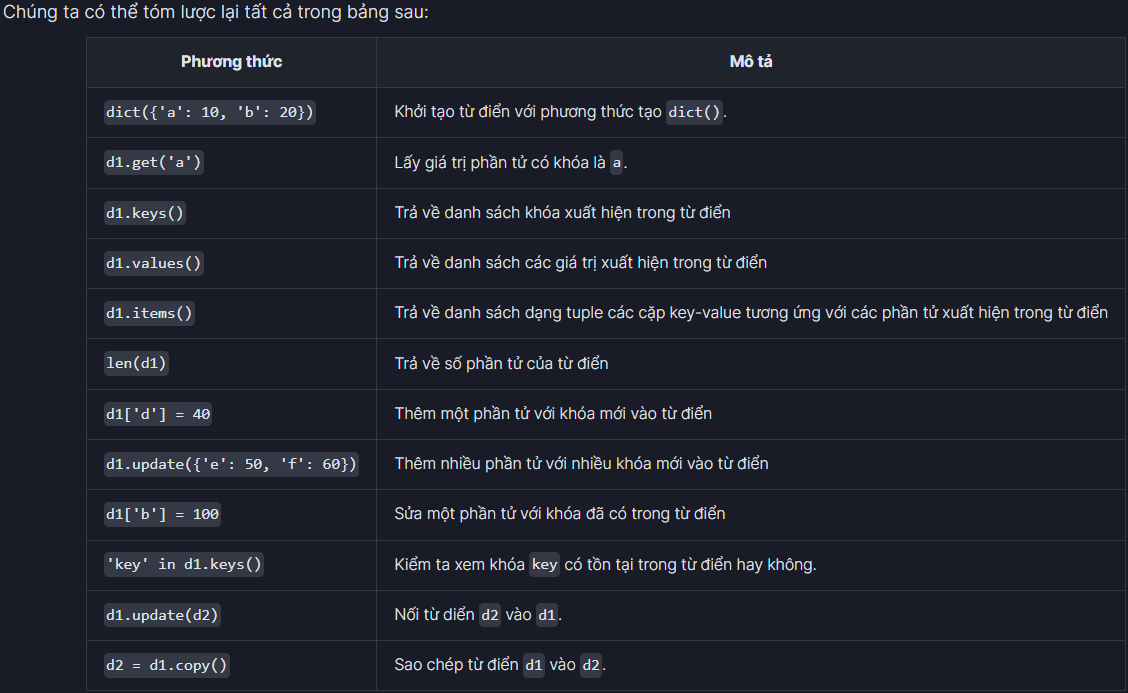 Chúng ta có thể tóm lược lại tất cả trong bảng sau:
Phương thức Mô tả
dict({'a': 10, 'b': 20}) Khởi tạo từ điển với phương thức tạo dict().
d1.get('a') Lấy giá trị phần tử có khóa là a.
d1.keys() Trả về danh sách khóa xuất hiện trong từ điển
d1.values() Trả về danh sách các giá trị xuất hiện trong từ điển
d1.items() Trả về danh sách dạng tuple các cặp key-value tương ứng với các phần tử xuất hiện trong từ điển
len(d1) Trả về số phần tử của từ điển
d1['d'] = 40 Thêm một phần tử với khóa mới vào từ điển
d1.update({'e': 50, 'f': 60}) Thêm nhiều phần tử với nhiều khóa mới vào từ điển
d1['b'] = 100 Sửa một phần tử với khóa đã có trong từ điển
'key' in d1.keys() Kiểm ta xem khóa key có tồn tại trong từ điển hay không.
d1.update(d2) Nối từ diển d2 vào d1.
d2 = d1.copy() Sao chép từ điển d1 vào d2.